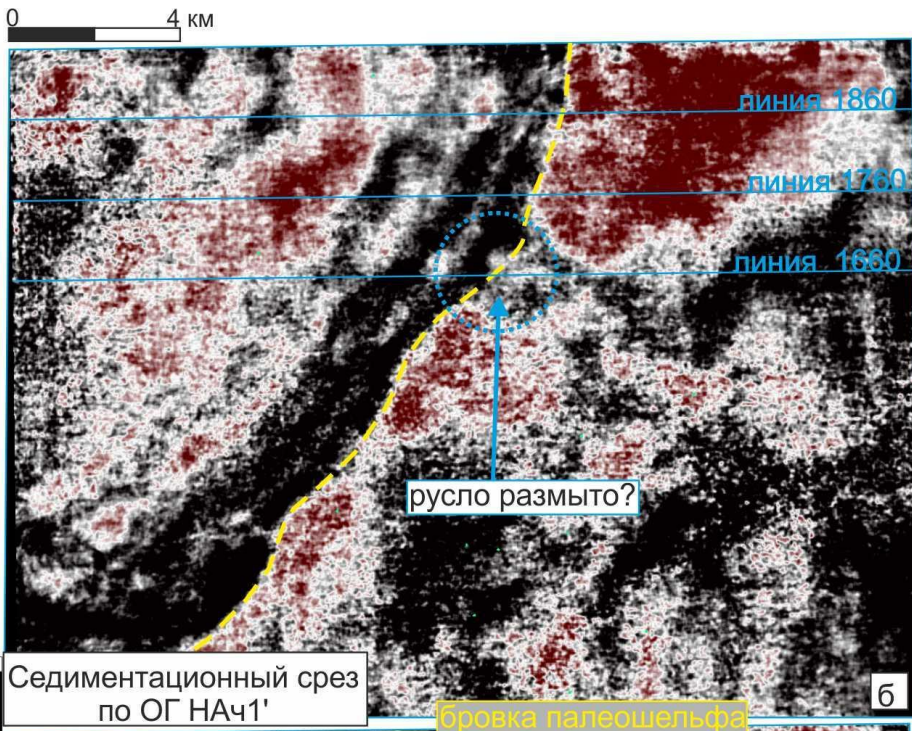 0 4 км
линия 1860
линия 1760
линия 1660
русло размыто?
Седиментационный срез
по ОГ НАч1'
б
бровка палеошельфа